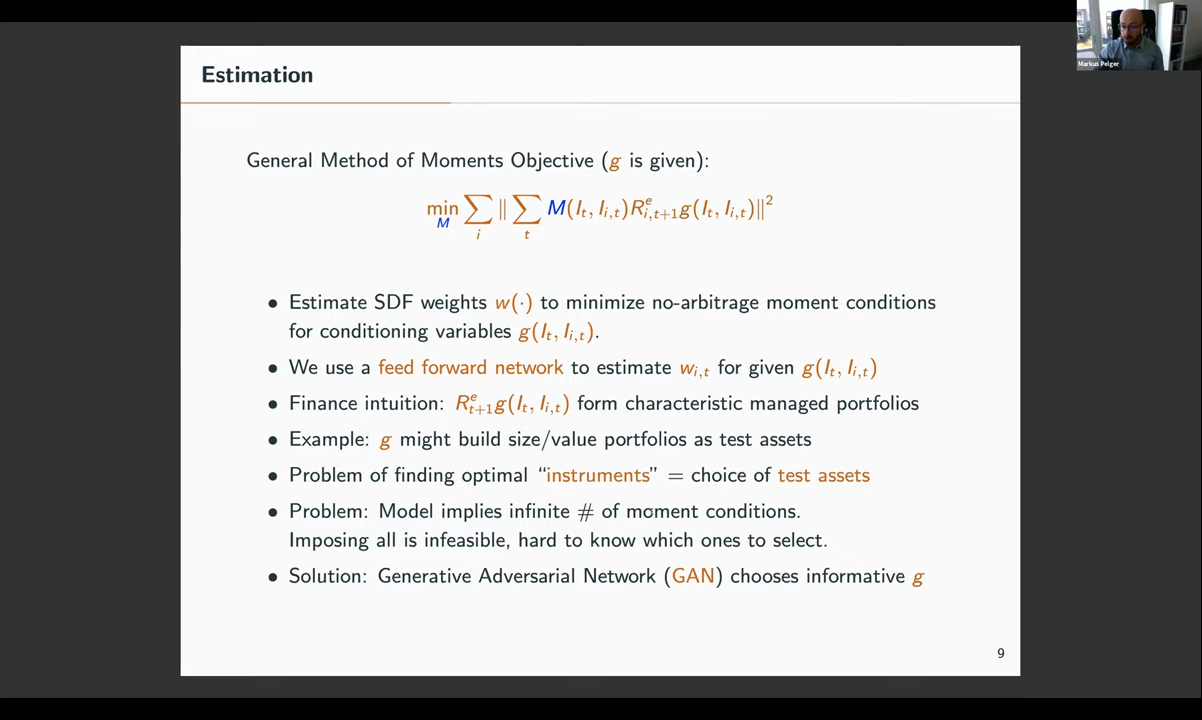 Markus Pelger
Estimation
General Method of Moments Objective (g is given):
min_M ∑_i ‖ ∑_t M(I_t, I_{i,t})R^e_{i,t+1}g(I_t, I_{i,t})‖^2
• Estimate SDF weights w(·) to minimize no-arbitrage moment conditions
for conditioning variables g(I_t, I_{i,t}).
• We use a feed forward network to estimate w_{i,t} for given g(I_t, I_{i,t})
• Finance intuition: R^e_{t+1}g(I_t, I_{i,t}) form characteristic managed portfolios
• Example: g might build size/value portfolios as test assets
• Problem of finding optimal “instruments” = choice of test assets
• Problem: Model implies infinite # of moment conditions.
Imposing all is infeasible, hard to know which ones to select.
• Solution: Generative Adversarial Network (GAN) chooses informative g
9